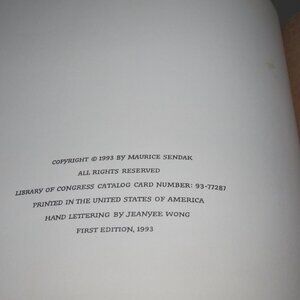 COPYRIGHT © 1993 BY MAURICE SENDAK
ALL RIGHTS RESERVED
LIBRARY OF CONGRESS CATALOG CARD NUMBER: 93-77287
PRINTED IN THE UNITED STATES OF AMERICA
HAND LETTERING BY JEANYEE WONG
FIRST EDITION, 1993